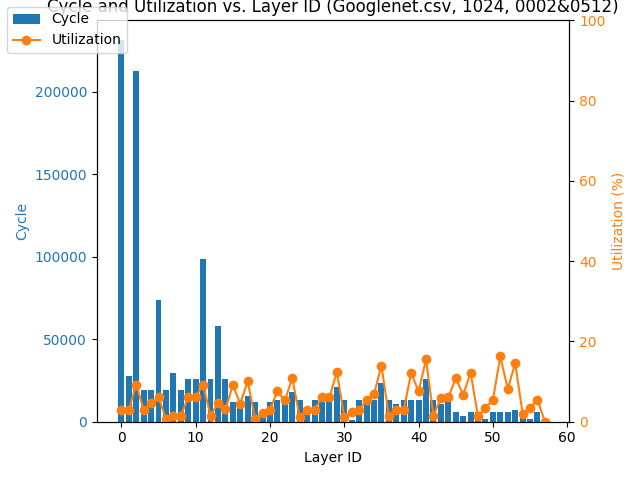 Cycle and Utilization vs. Layer ID (Googlenet.csv, 1024, 0002&0512)
Cycle
Utilization
200000
150000
100000
50000
0
Cycle
100
80
60
40
20
0
Utilization (%)
0 10 20 30 40 50 60
Layer ID